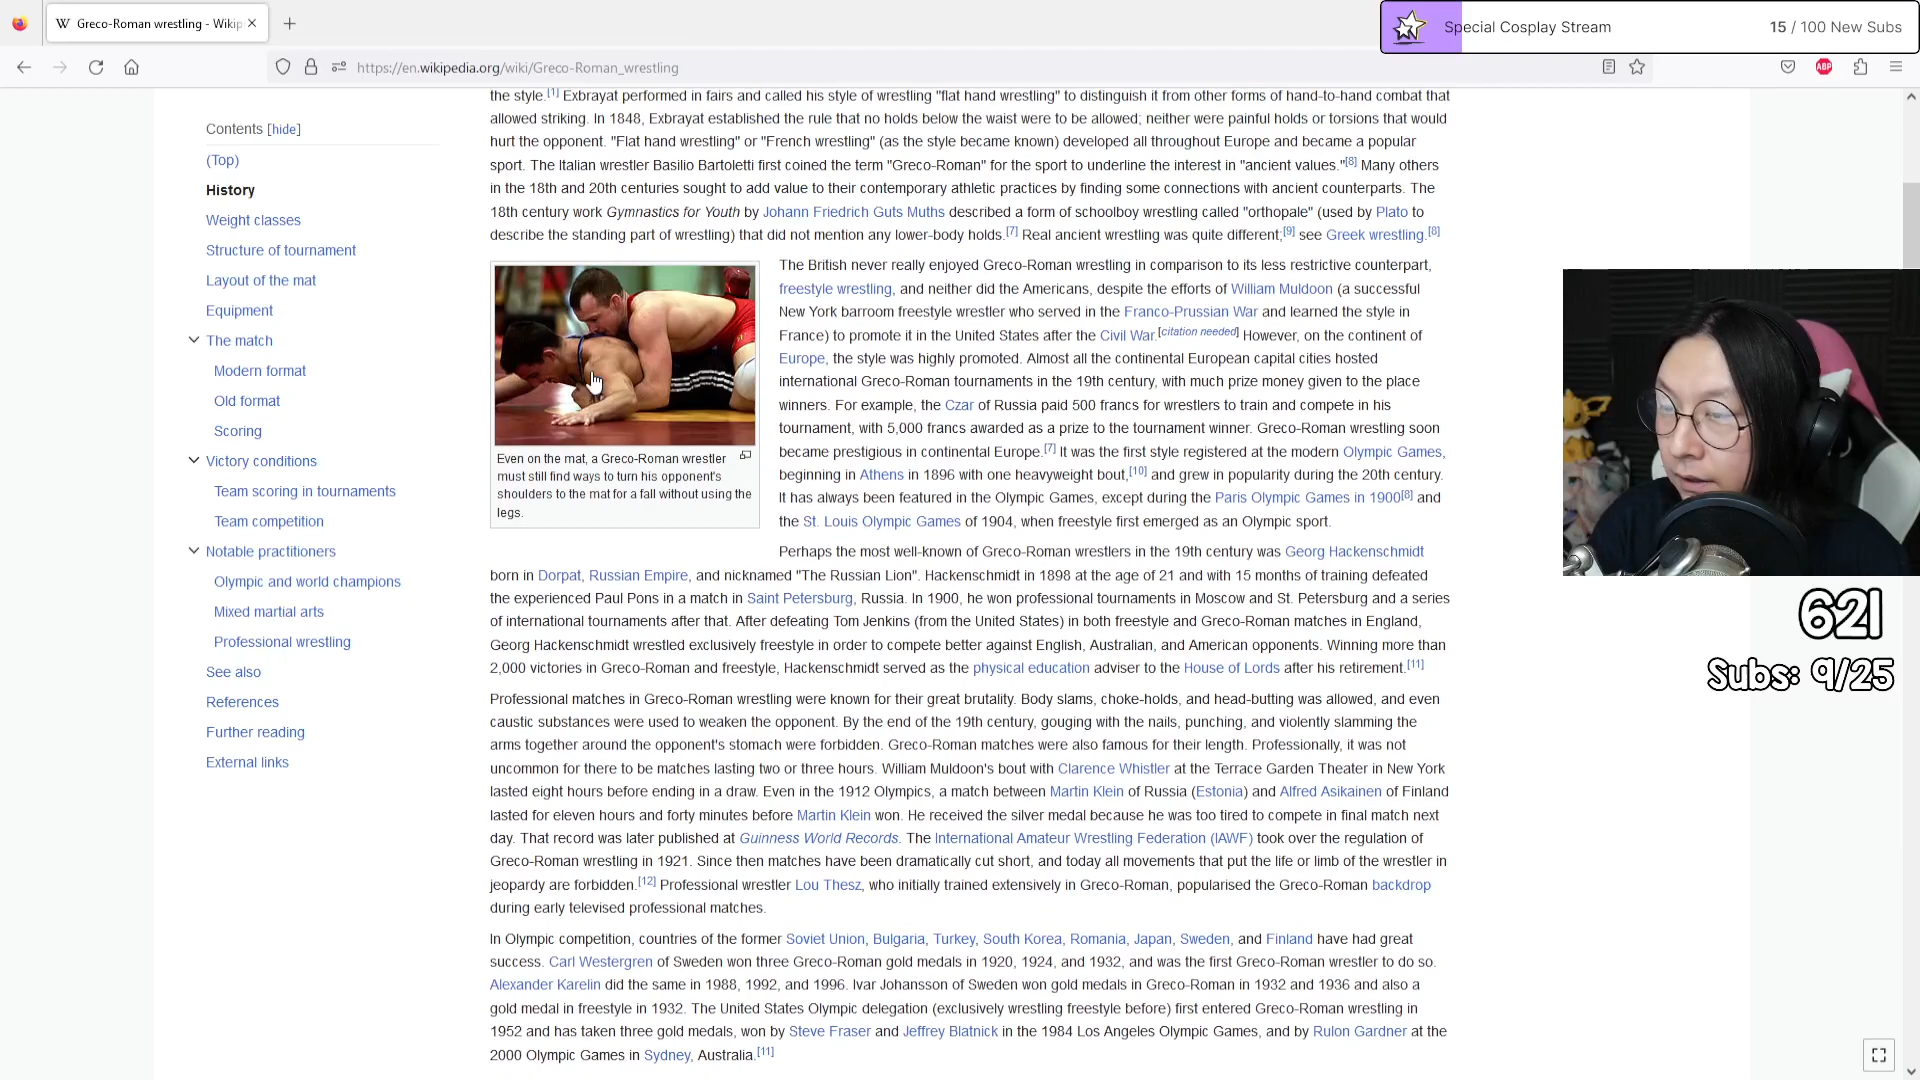 Greco-Roman wrestling - Wikip
Special Cosplay Stream
15 / 100 New Subs
https://en.wikipedia.org/wiki/Greco-Roman_wrestling
ABP
Contents [hide]
(Top)
History
Weight classes
Structure of tournament
Layout of the mat
Equipment
The match
Modern format
Old format
Scoring
Victory conditions
Team scoring in tournaments
Team competition
Notable practitioners
Olympic and world champions
Mixed martial arts
Professional wrestling
See also
References
Further reading
External links
the style.[1] Exbrayat performed in fairs and called his style of wrestling "flat hand wrestling" to distinguish it from other forms of hand-to-hand combat that
allowed striking. In 1848, Exbrayat established the rule that no holds below the waist were to be allowed; neither were painful holds or torsions that would
hurt the opponent. "Flat hand wrestling" or "French wrestling" (as the style became known) developed all throughout Europe and became a popular
sport. The Italian wrestler Basilio Bartoletti first coined the term "Greco-Roman" for the sport to underline the interest in "ancient values."[8] Many others
in the 18th and 20th centuries sought to add value to their contemporary athletic practices by finding some connections with ancient counterparts. The
18th century work Gymnastics for Youth by Johann Friedrich Guts Muths described a form of schoolboy wrestling called "orthopale" (used by Plato to
describe the standing part of wrestling) that did not mention any lower-body holds.[7] Real ancient wrestling was quite different;[9] see Greek wrestling.[8]
Even on the mat, a Greco-Roman wrestler
must still find ways to turn his opponent's
shoulders to the mat for a fall without using the
legs.
The British never really enjoyed Greco-Roman wrestling in comparison to its less restrictive counterpart,
freestyle wrestling, and neither did the Americans, despite the efforts of William Muldoon (a successful
New York barroom freestyle wrestler who served in the Franco-Prussian War and learned the style in
France) to promote it in the United States after the Civil War.[citation needed] However, on the continent of
Europe, the style was highly promoted. Almost all the continental European capital cities hosted
international Greco-Roman tournaments in the 19th century, with much prize money given to the place
winners. For example, the Czar of Russia paid 500 francs for wrestlers to train and compete in his
tournament, with 5,000 francs awarded as a prize to the tournament winner. Greco-Roman wrestling soon
became prestigious in continental Europe.[7] It was the first style registered at the modern Olympic Games,
beginning in Athens in 1896 with one heavyweight bout,[10] and grew in popularity during the 20th century.
It has always been featured in the Olympic Games, except during the Paris Olympic Games in 1900[8] and
the St. Louis Olympic Games of 1904, when freestyle first emerged as an Olympic sport.
Perhaps the most well-known of Greco-Roman wrestlers in the 19th century was Georg Hackenschmidt
born in Dorpat, Russian Empire, and nicknamed "The Russian Lion". Hackenschmidt in 1898 at the age of 21 and with 15 months of training defeated
the experienced Paul Pons in a match in Saint Petersburg, Russia. In 1900, he won professional tournaments in Moscow and St. Petersburg and a series
of international tournaments after that. After defeating Tom Jenkins (from the United States) in both freestyle and Greco-Roman matches in England,
Georg Hackenschmidt wrestled exclusively freestyle in order to compete better against English, Australian, and American opponents. Winning more than
2,000 victories in Greco-Roman and freestyle, Hackenschmidt served as the physical education adviser to the House of Lords after his retirement.[11]
Professional matches in Greco-Roman wrestling were known for their great brutality. Body slams, choke-holds, and head-butting was allowed, and even
caustic substances were used to weaken the opponent. By the end of the 19th century, gouging with the nails, punching, and violently slamming the
arms together around the opponent's stomach were forbidden. Greco-Roman matches were also famous for their length. Professionally, it was not
uncommon for there to be matches lasting two or three hours. William Muldoon's bout with Clarence Whistler at the Terrace Garden Theater in New York
lasted eight hours before ending in a draw. Even in the 1912 Olympics, a match between Martin Klein of Russia (Estonia) and Alfred Asikainen of Finland
lasted for eleven hours and forty minutes before Martin Klein won. He received the silver medal because he was too tired to compete in final match next
day. That record was later published at Guinness World Records. The International Amateur Wrestling Federation (IAWF) took over the regulation of
Greco-Roman wrestling in 1921. Since then matches have been dramatically cut short, and today all movements that put the life or limb of the wrestler in
jeopardy are forbidden.[12] Professional wrestler Lou Thesz, who initially trained extensively in Greco-Roman, popularised the Greco-Roman backdrop
during early televised professional matches.
In Olympic competition, countries of the former Soviet Union, Bulgaria, Turkey, South Korea, Romania, Japan, Sweden, and Finland have had great
success. Carl Westergren of Sweden won three Greco-Roman gold medals in 1920, 1924, and 1932, and was the first Greco-Roman wrestler to do so.
Alexander Karelin did the same in 1988, 1992, and 1996. Ivar Johansson of Sweden won gold medals in Greco-Roman in 1932 and 1936 and also a
gold medal in freestyle in 1932. The United States Olympic delegation (exclusively wrestling freestyle before) first entered Greco-Roman wrestling in
1952 and has taken three gold medals, won by Steve Fraser and Jeffrey Blatnick in the 1984 Los Angeles Olympic Games, and by Rulon Gardner at the
2000 Olympic Games in Sydney, Australia.[11]
621
Subs: 9/25